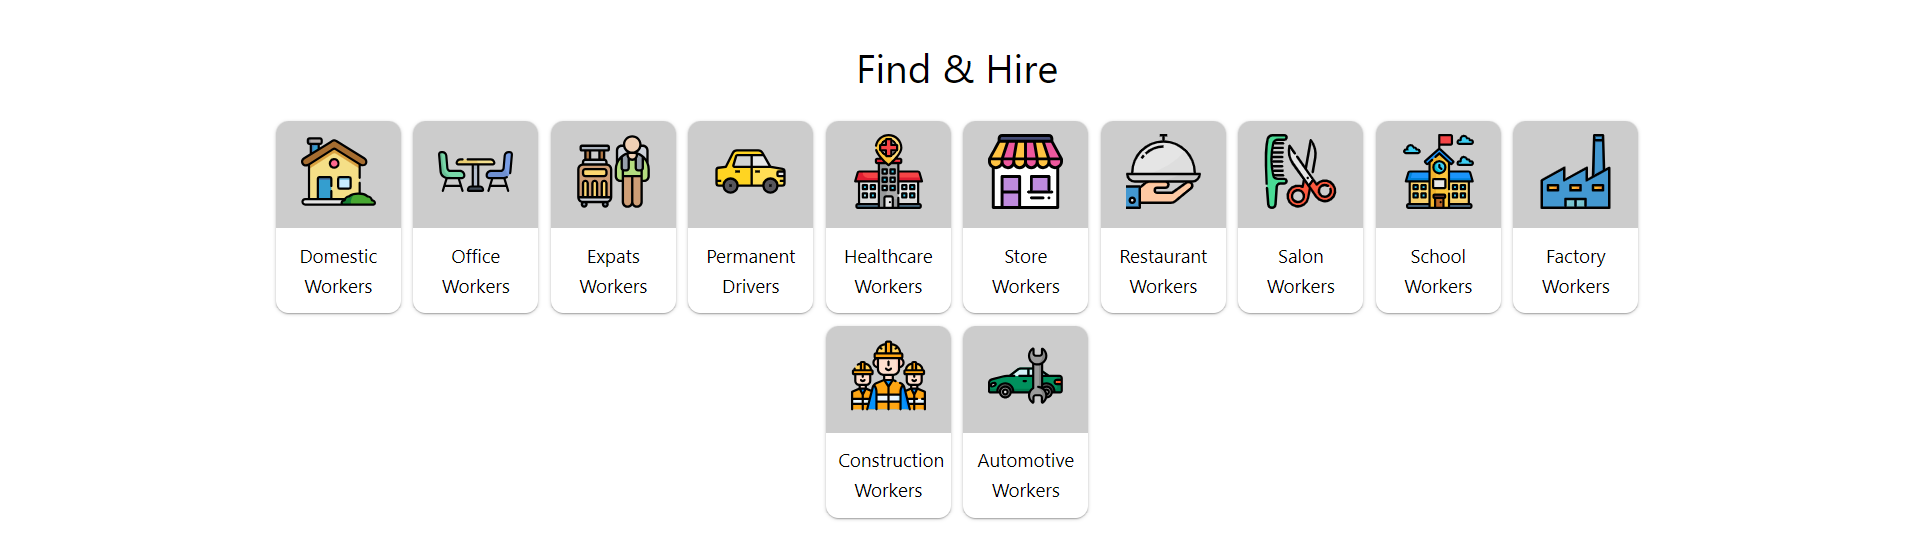 Find & Hire
Domestic
Workers
Office
Workers
Expats
Workers
Permanent
Drivers
Healthcare
Workers
Store
Workers
Restaurant
Workers
Salon
Workers
School
Workers
Factory
Workers
Construction
Workers
Automotive
Workers